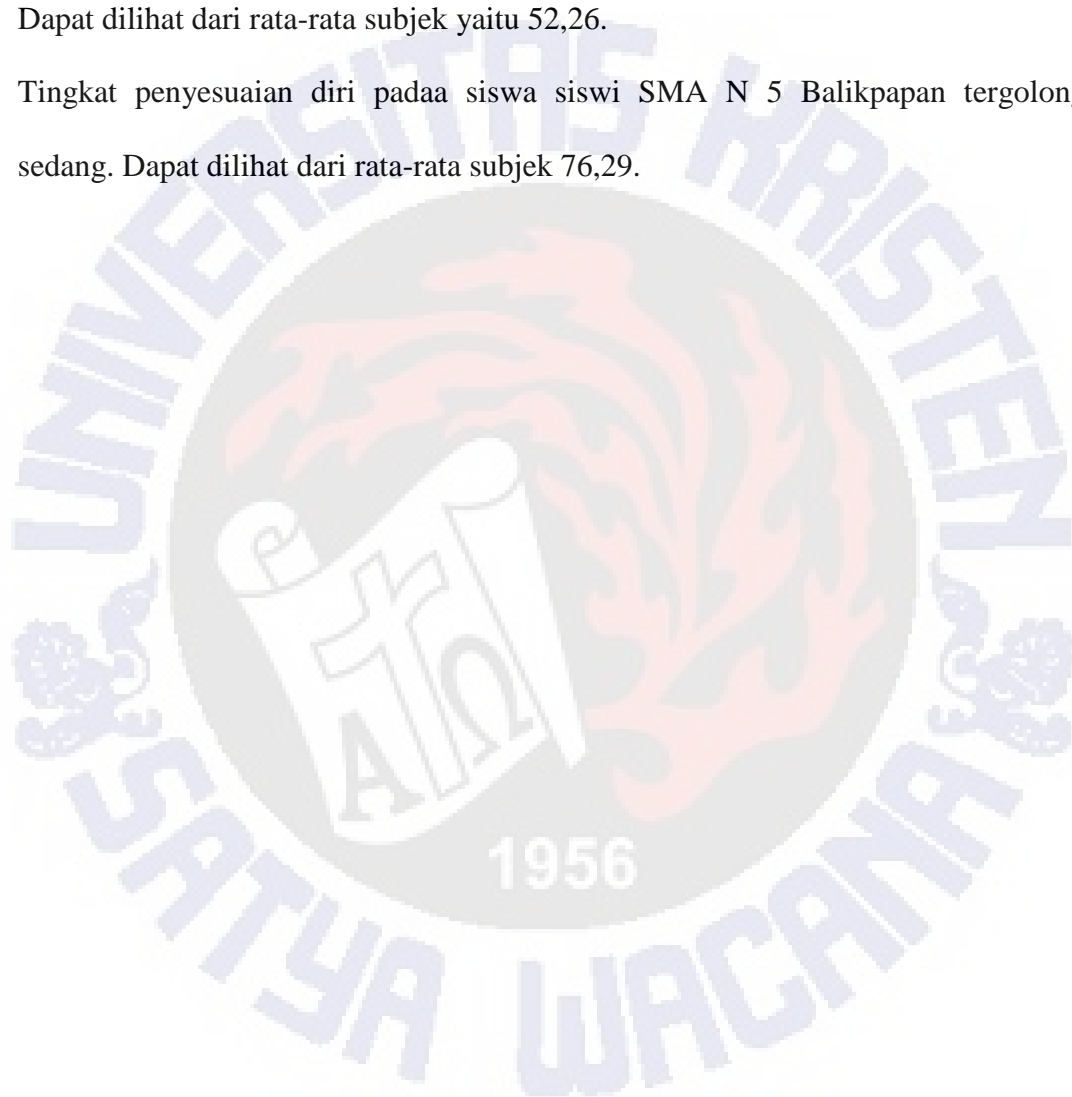 Dapat dilihat dari rata-rata subjek yaitu 52,26.
Tingkat penyesuaian diri padaa siswa siswi SMA N 5 Balikpapan tergolong
sedang. Dapat dilihat dari rata-rata subjek 76,29.
UNIVERSITAS KRISTEN
Α Ω
1956
SATYA WACANA